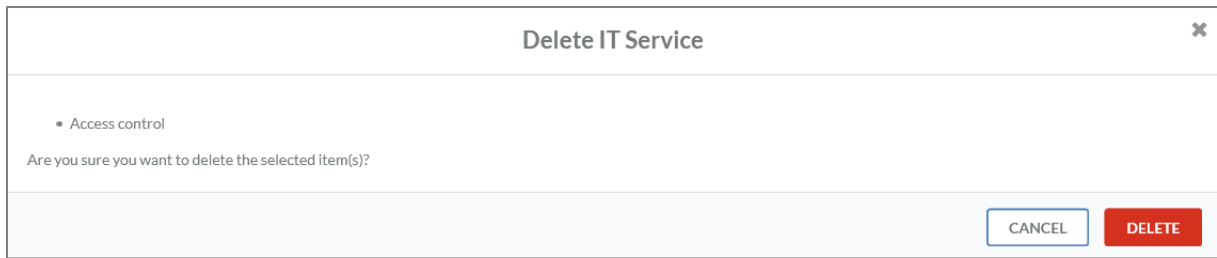 Delete IT Service
• Access control
Are you sure you want to delete the selected item(s)?
CANCEL DELETE